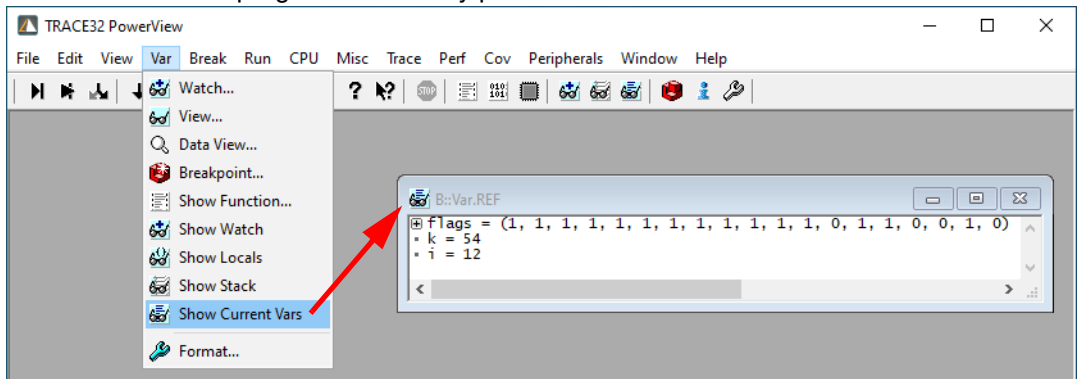 TRACE32 PowerView
File Edit View Var Break Run CPU Misc Trace Perf Cov Peripherals Window Help
STOP
010
101
Watch...
View...
Data View...
Breakpoint...
Show Function...
Show Watch
Show Locals
Show Stack
Show Current Vars
Format...
B::Var.REF
flags = (1, 1, 1, 1, 1, 1, 1, 1, 1, 1, 1, 1, 0, 1, 1, 0, 0, 1, 0)
k = 54
i = 12